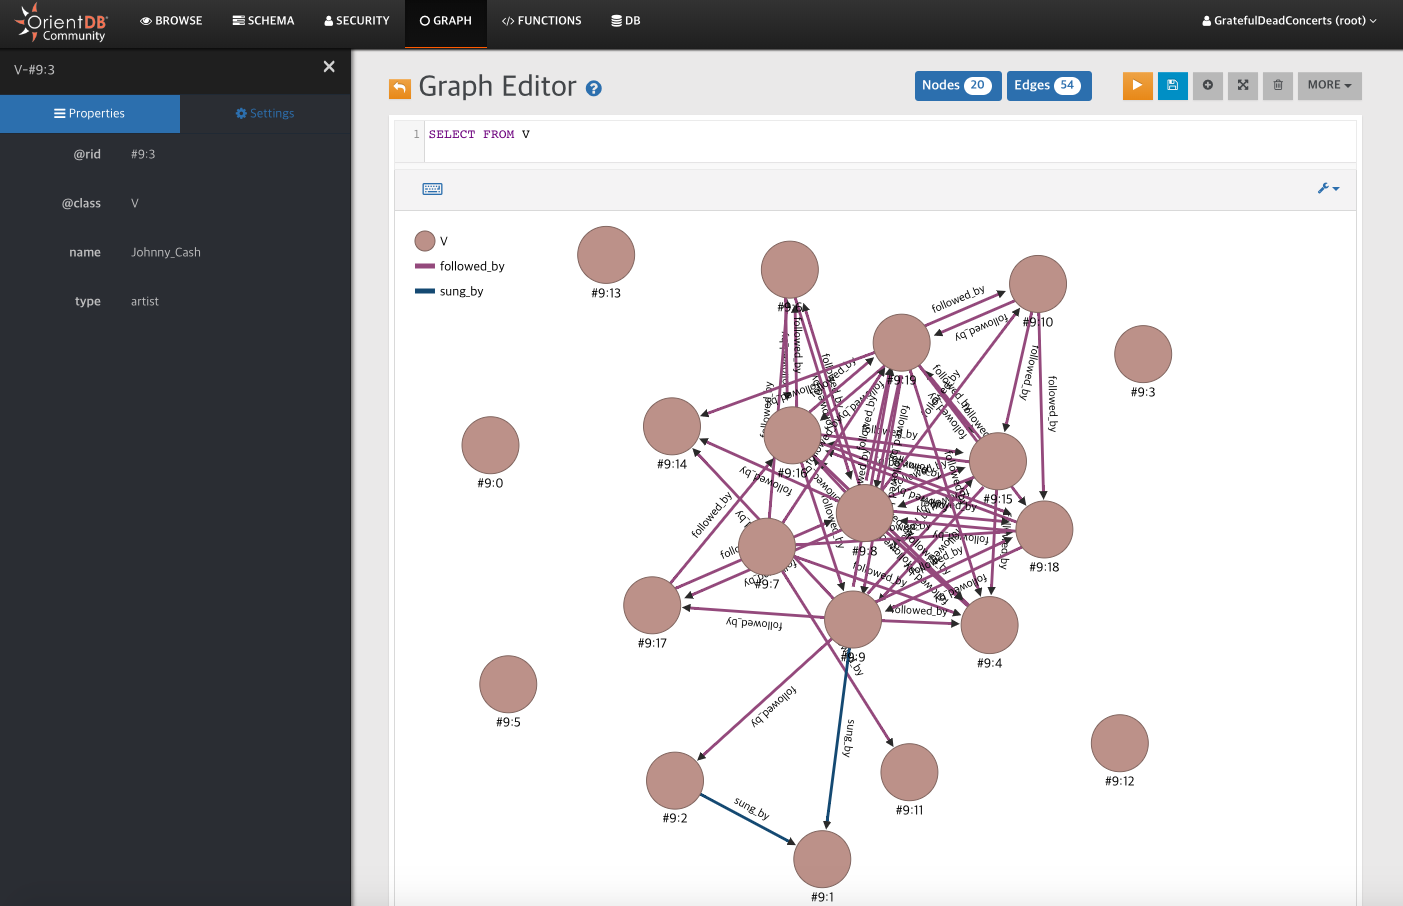 OrientDB
Community
BROWSE
SCHEMA
SECURITY
GRAPH
FUNCTIONS
DB
GratefulDeadConcerts (root)
V-#9:3
Properties
Settings
@rid #9:3
@class V
name Johnny_Cash
type artist
Graph Editor
Nodes 20
Edges 54
MORE
1 SELECT FROM V
V
followed_by
sung_by
#9:13
#9:6
#9:10
#9:19
#9:3
#9:14
#9:16
#9:0
#9:15
#9:8
#9:18
#9:7
#9:17
#9:9
#9:4
#9:5
#9:2
#9:11
#9:12
#9:1
followed_by
followed_by
followed_by
followed_by
followed_by
followed_by
followed_by
followed_by
followed_by
followed_by
followed_by
followed_by
followed_by
sung_by
sung_by